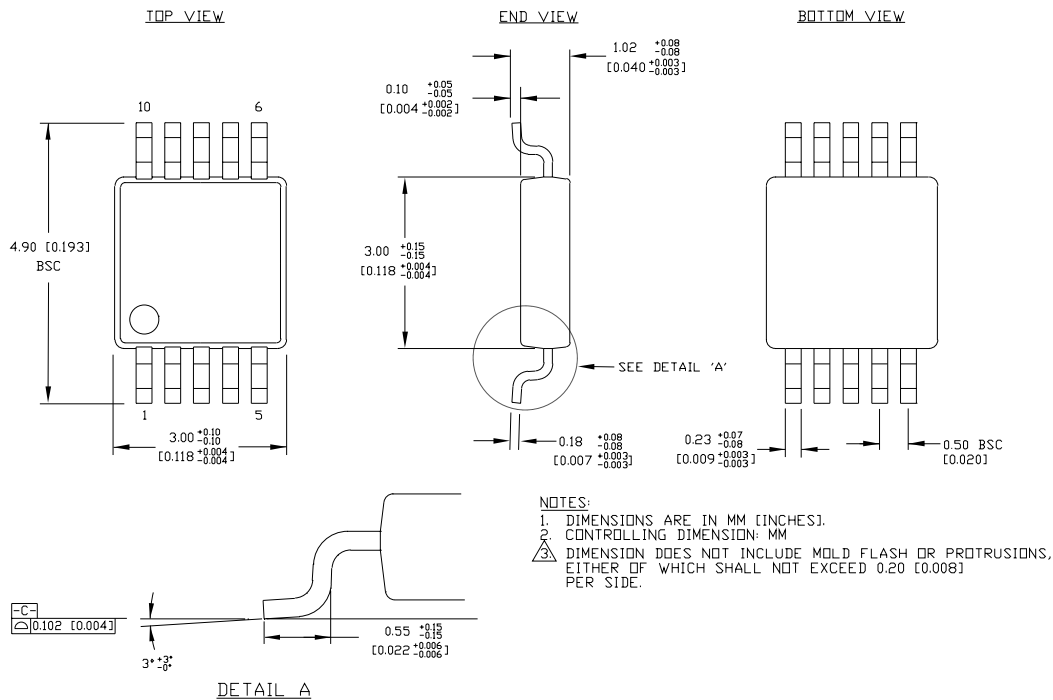 TOP VIEW
END VIEW
BOTTOM VIEW
1.02 +0.08 -0.08
[0.040 +0.003 -0.003]
0.10 +0.05 -0.05
[0.004 +0.002 -0.002]
10
6
4.90 [0.193]
BSC
3.00 +0.15 -0.15
[0.118 +0.004 -0.004]
SEE DETAIL 'A'
1
5
3.00 +0.10 -0.10
[0.118 +0.004 -0.004]
0.18 +0.08 -0.08
[0.007 +0.003 -0.003]
0.23 +0.07 -0.08
[0.009 +0.003 -0.003]
0.50 BSC
[0.020]
NOTES:
1. DIMENSIONS ARE IN MM [INCHES].
2. CONTROLLING DIMENSION: MM
3. DIMENSION DOES NOT INCLUDE MOLD FLASH OR PROTRUSIONS,
EITHER OF WHICH SHALL NOT EXCEED 0.20 [0.008]
PER SIDE.
-C-
0.102 [0.004]
3° +3° -0°
0.55 +0.15 -0.15
[0.022 +0.006 -0.006]
DETAIL A